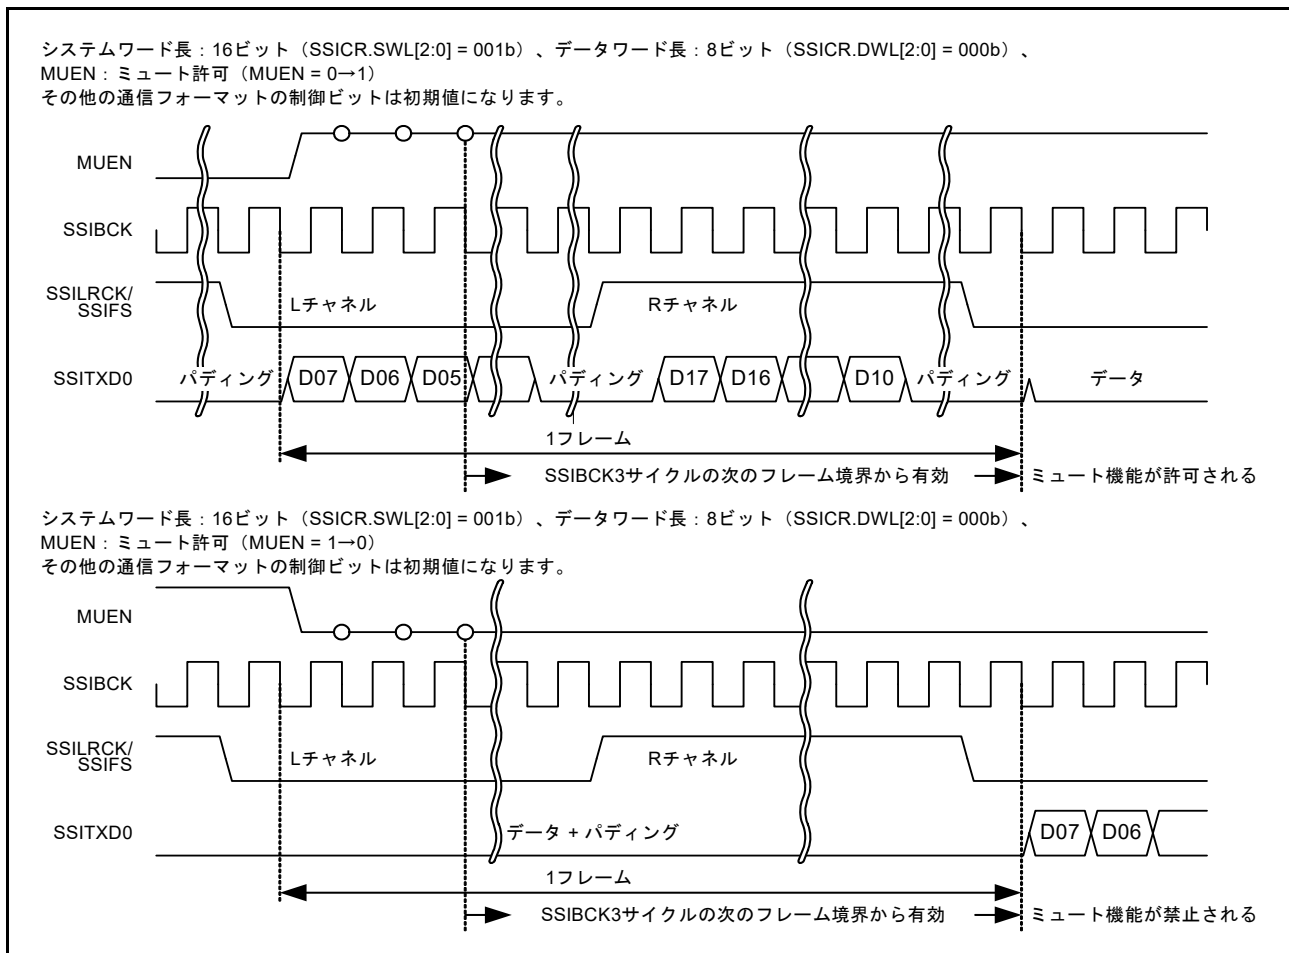 システムワード長：16ビット（SSICR.SWL[2:0] = 001b）、データワード長：8ビット（SSICR.DWL[2:0] = 000b）、
MUEN：ミュート許可（MUEN = 0→1）
その他の通信フォーマットの制御ビットは初期値になります。
MUEN
SSIBCK
SSILRCK/
SSIFS
Lチャネル
Rチャネル
SSITXD0
パディング
D07
D06
D05
パディング
D17
D16
D10
パディング
データ
1フレーム
SSIBCK3サイクルの次のフレーム境界から有効
ミュート機能が許可される
システムワード長：16ビット（SSICR.SWL[2:0] = 001b）、データワード長：8ビット（SSICR.DWL[2:0] = 000b）、
MUEN：ミュート許可（MUEN = 1→0）
その他の通信フォーマットの制御ビットは初期値になります。
MUEN
SSIBCK
SSILRCK/
SSIFS
Lチャネル
Rチャネル
SSITXD0
データ + パディング
D07
D06
1フレーム
SSIBCK3サイクルの次のフレーム境界から有効
ミュート機能が禁止される